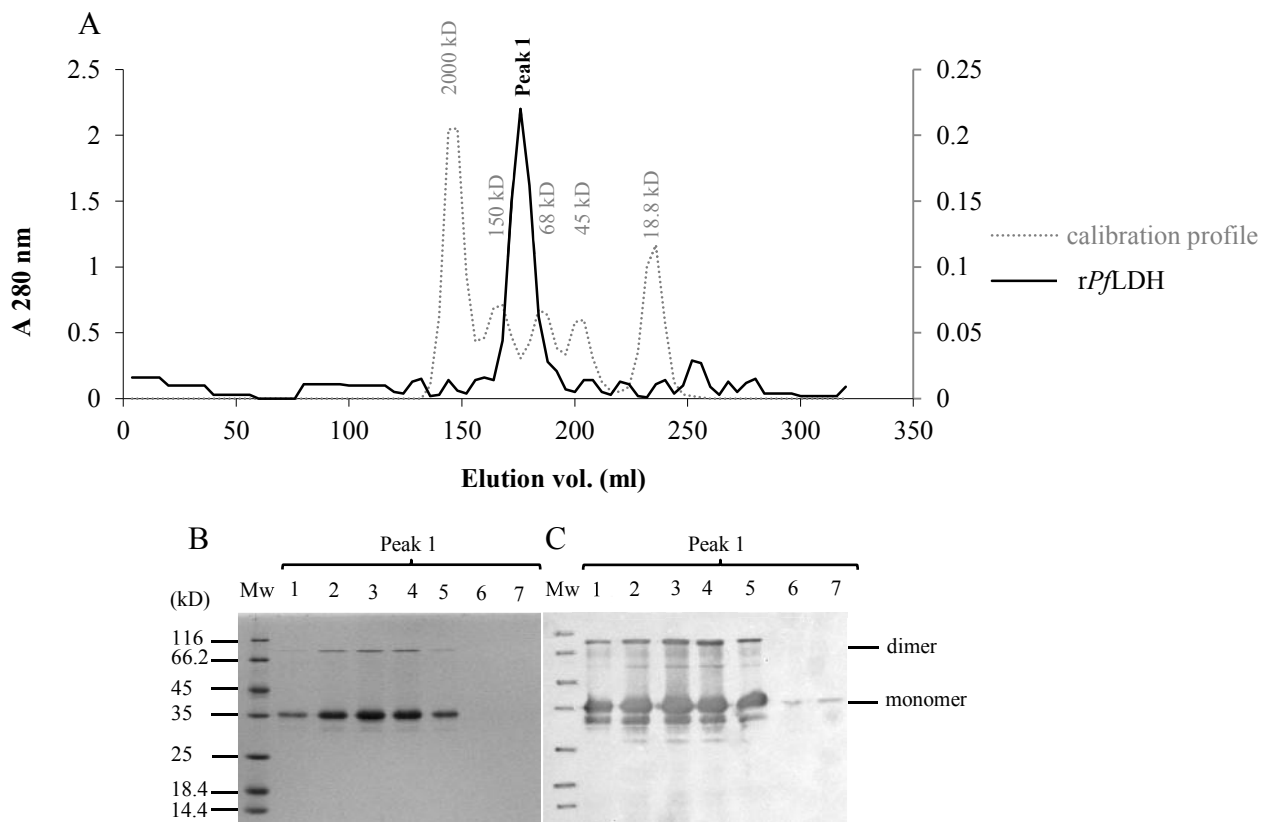 A
2000 kD
Peak 1
150 kD
68 kD
45 kD
18.8 kD
2.5
2
1.5
1
0.5
0
0.25
0.2
0.15
0.1
0.05
0
A 280 nm
0 50 100 150 200 250 300 350
Elution vol. (ml)
calibration profile
rPfLDH
B
Peak 1
Mw 1 2 3 4 5 6 7
(kD)
116
66.2
45
35
25
18.4
14.4
C
Peak 1
Mw 1 2 3 4 5 6 7
dimer
monomer